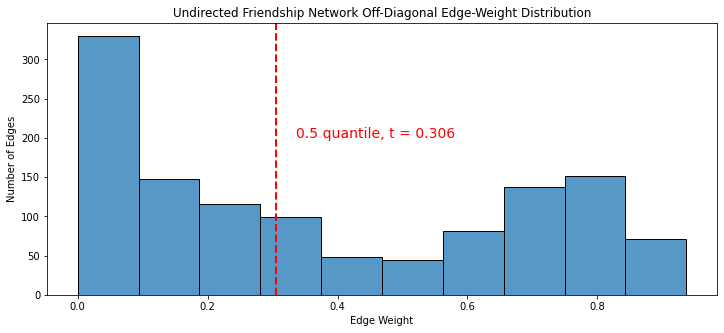 Undirected Friendship Network Off-Diagonal Edge-Weight Distribution
300
250
200
150
100
50
0
Number of Edges
0.5 quantile, t = 0.306
0.0 0.2 0.4 0.6 0.8
Edge Weight